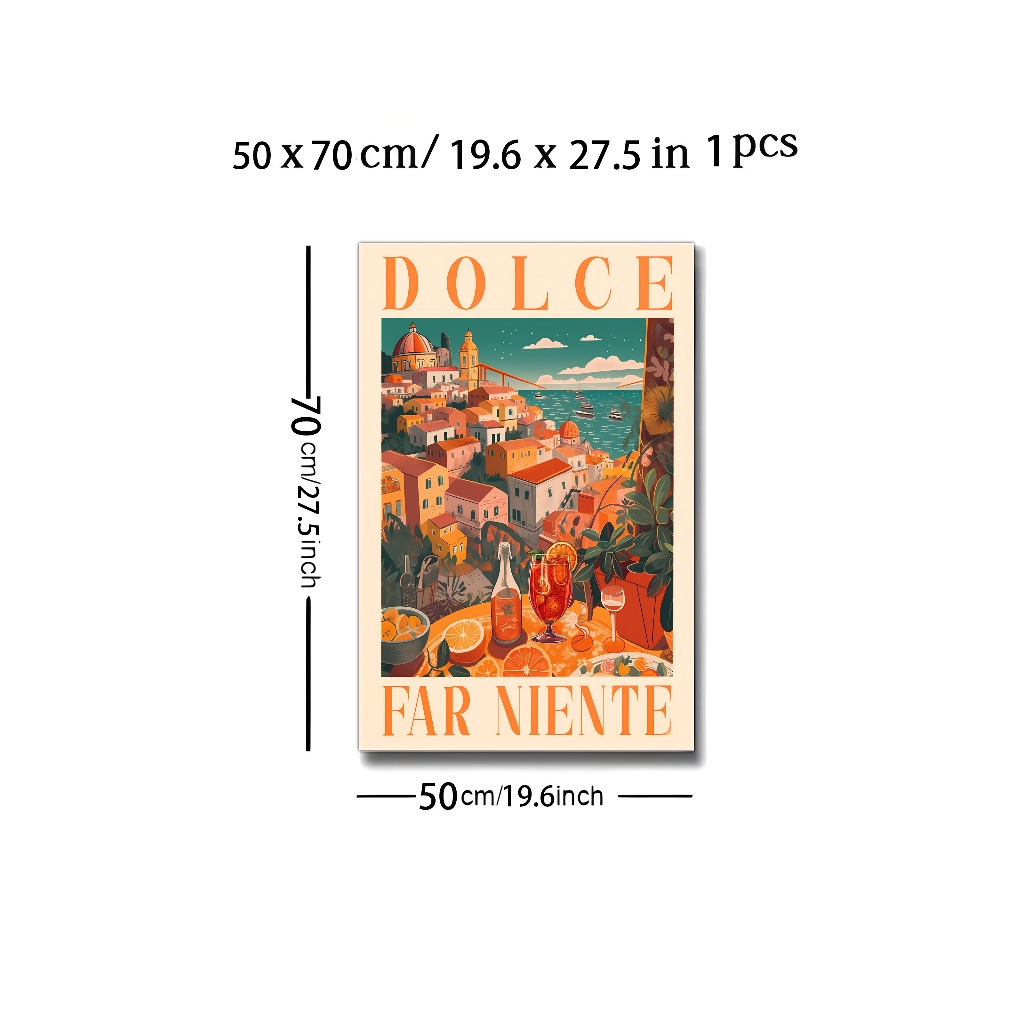 50 x 70 cm/ 19.6 x 27.5 in 1 pcs
DOLCE
70cm/27.5inch
FAR NIENTE
50cm/19.6inch